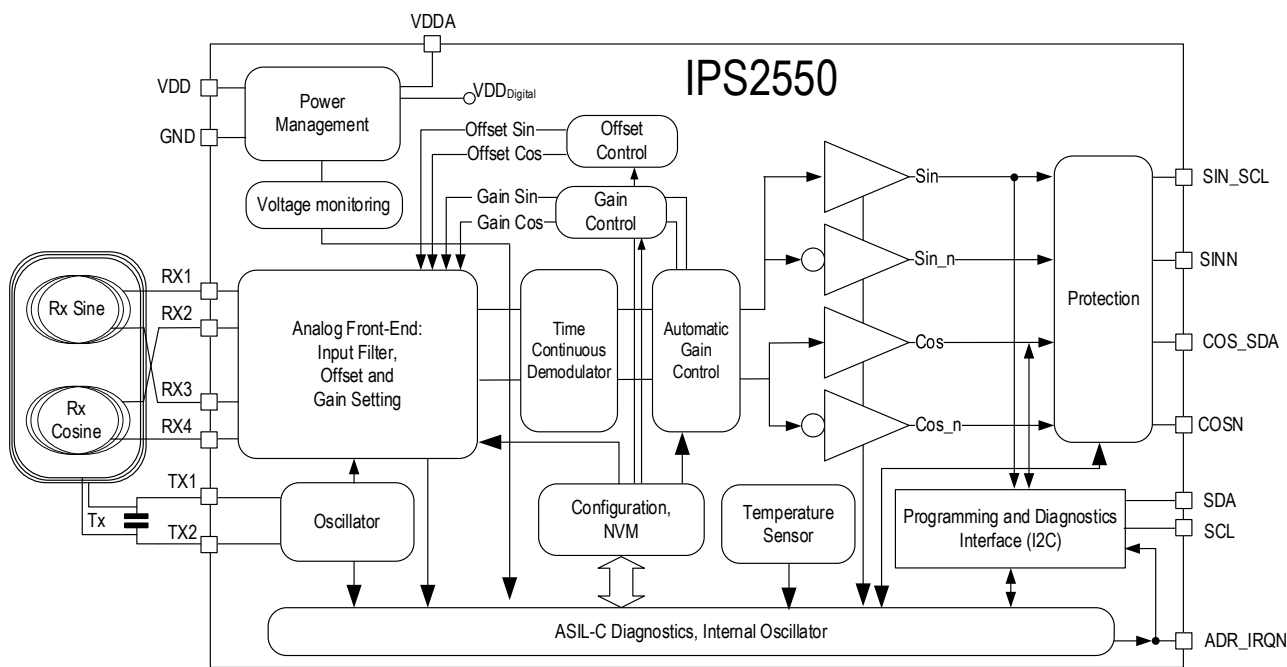 VDDA
IPS2550
VDD
GND
Power
Management
VDDDigital
Voltage monitoring
Offset Sin
Offset Cos
Offset
Control
Gain Sin
Gain Cos
Gain
Control
Rx Sine
Rx
Cosine
RX1
RX2
RX3
RX4
TX1
TX2
Tx
Analog Front-End:
Input Filter,
Offset and
Gain Setting
Time
Continuous
Demodulator
Automatic
Gain
Control
Sin
Sin_n
Cos
Cos_n
Protection
SIN_SCL
SINN
COS_SDA
COSN
Oscillator
Configuration,
NVM
Temperature
Sensor
Programming and Diagnostics
Interface (I2C)
SDA
SCL
ASIL-C Diagnostics, Internal Oscillator
ADR_IRQN